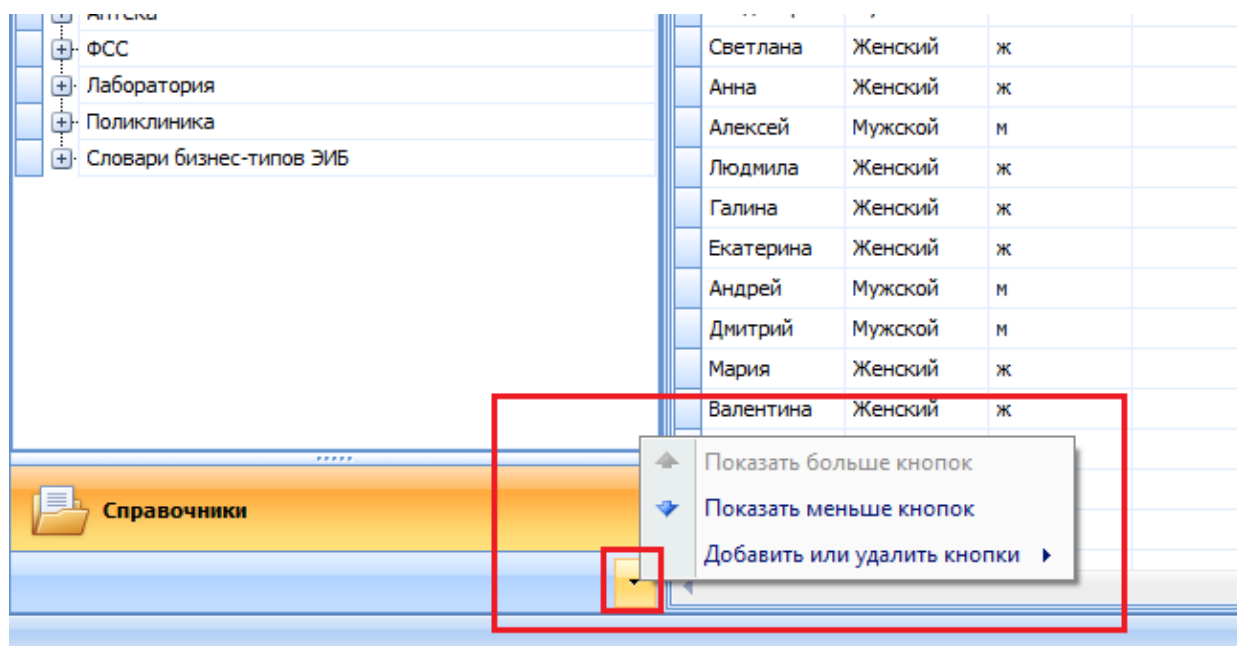 Аптека
ФСС
Лаборатория
Поликлиника
Словари бизнес-типов ЭИБ
Справочники
Светлана Женский ж
Анна Женский ж
Алексей Мужской м
Людмила Женский ж
Галина Женский ж
Екатерина Женский ж
Андрей Мужской м
Дмитрий Мужской м
Мария Женский ж
Валентина Женский ж
Показать больше кнопок
Показать меньше кнопок
Добавить или удалить кнопки